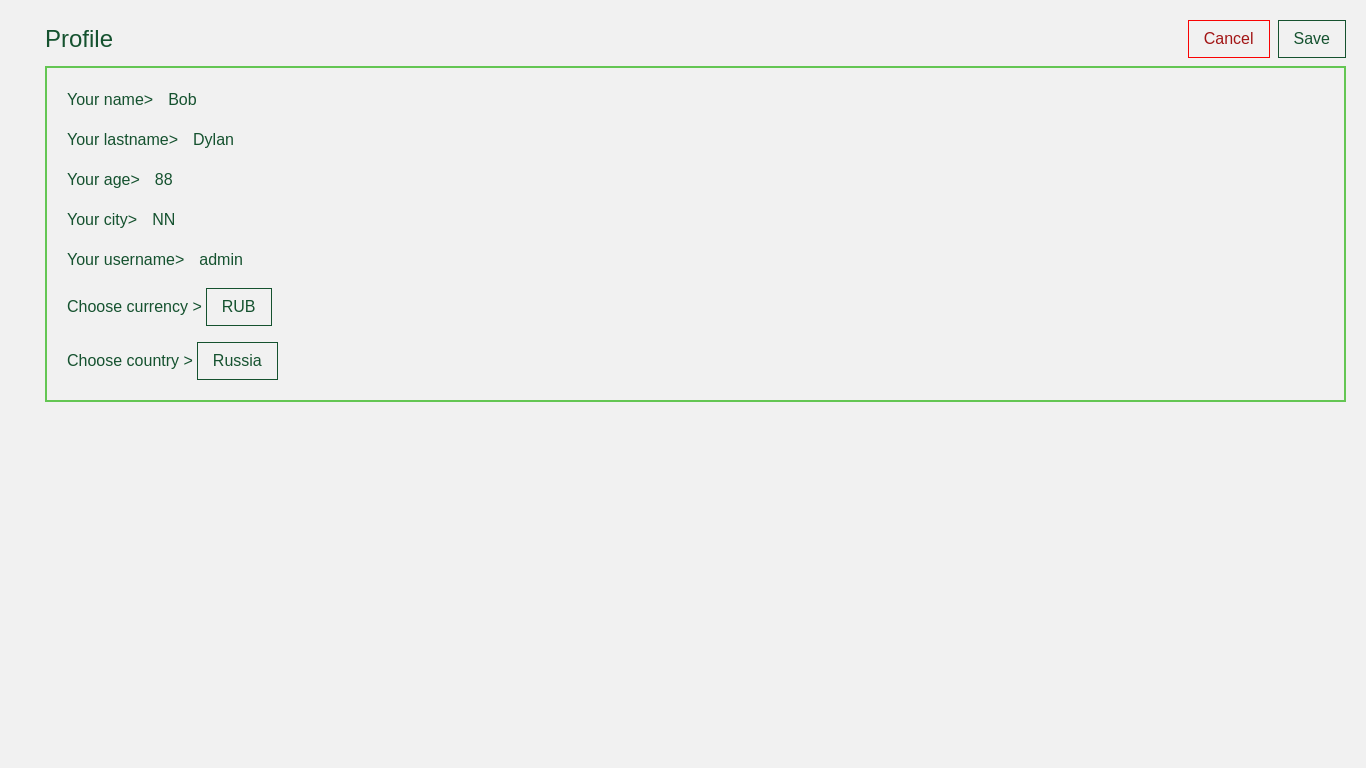 Profile
Cancel Save
Your name> Bob
Your lastname> Dylan
Your age> 88
Your city> NN
Your username> admin
Choose currency > RUB
Choose country > Russia